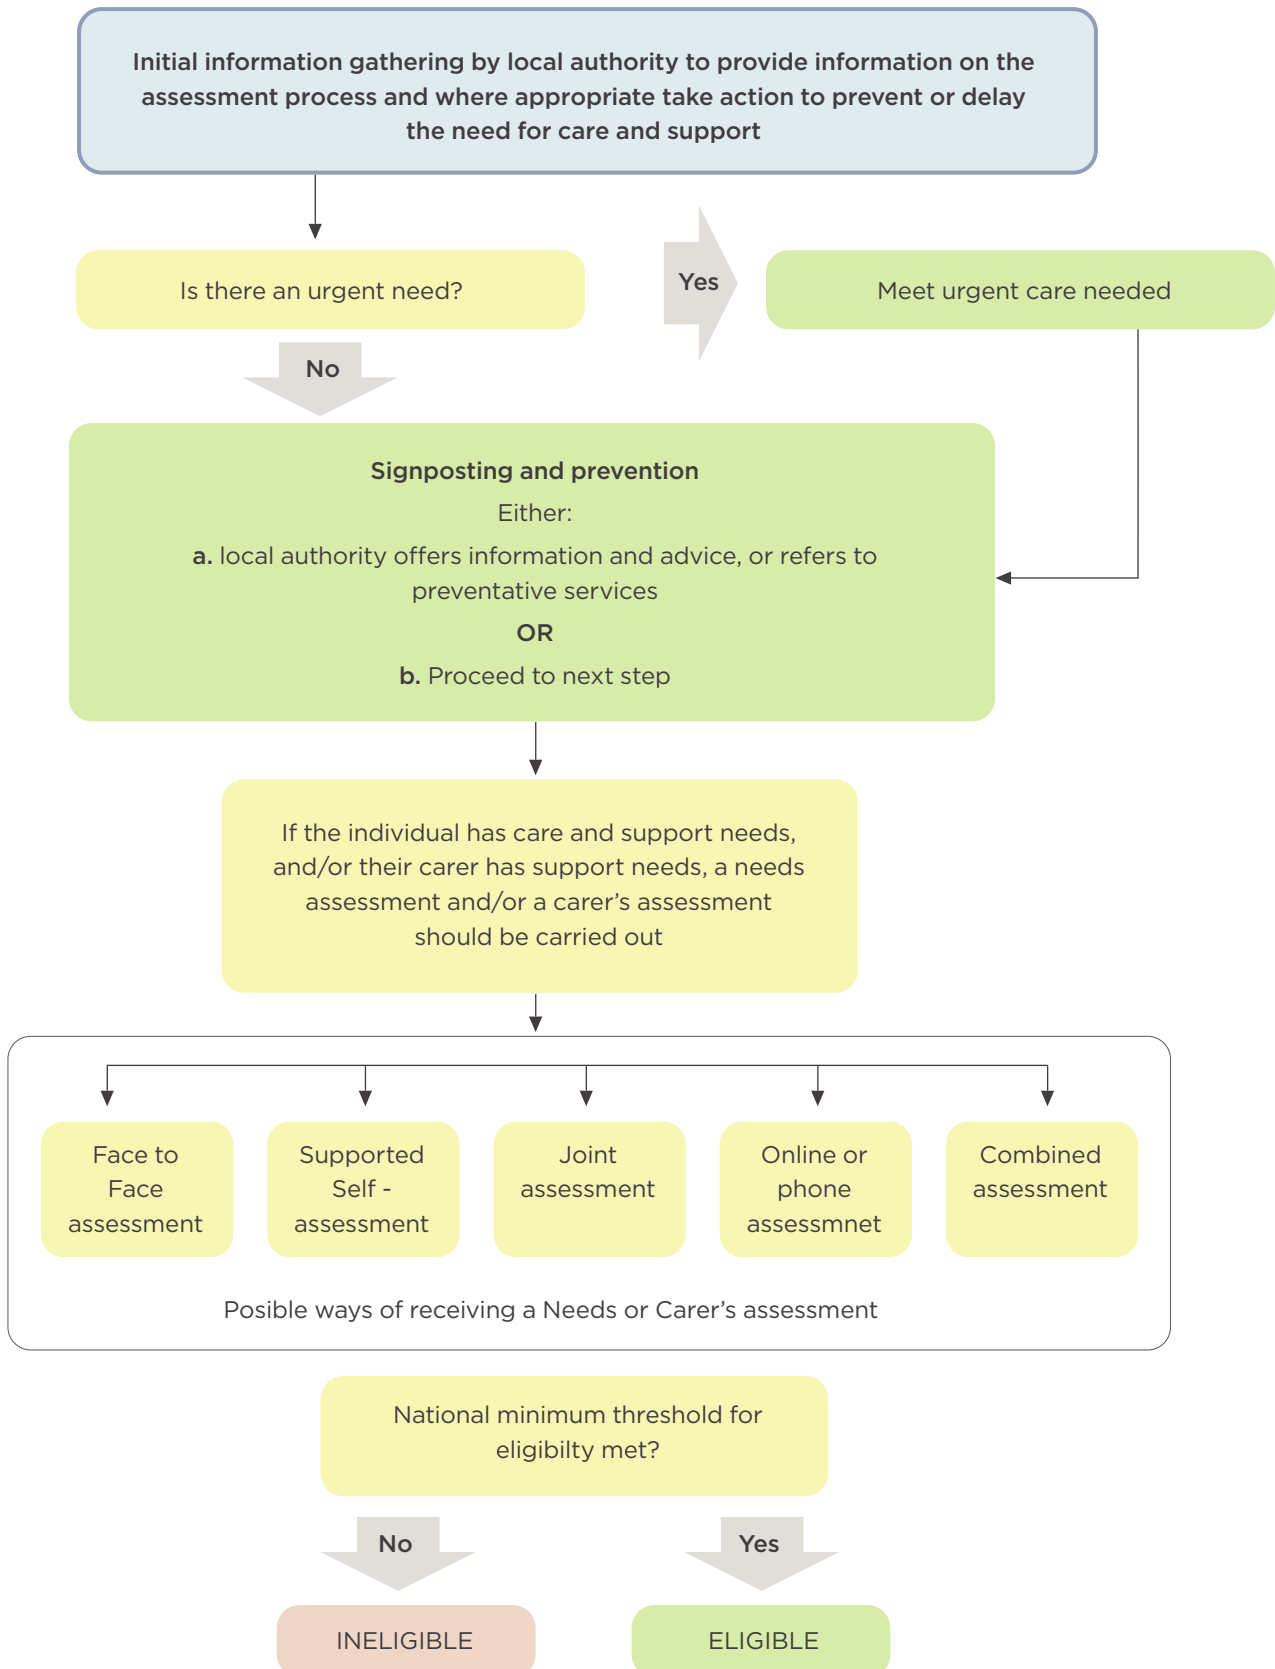 Initial information gathering by local authority to provide information on the
assessment process and where appropriate take action to prevent or delay
the need for care and support
Is there an urgent need?
Yes
Meet urgent care needed
No
Signposting and prevention
Either:
a. local authority offers information and advice, or refers to
preventative services
OR
b. Proceed to next step
If the individual has care and support needs,
and/or their carer has support needs, a needs
assessment and/or a carer's assessment
should be carried out
Face to
Face
assessment
Supported
Self -
assessment
Joint
assessment
Online or
phone
assessmnet
Combined
assessment
Posible ways of receiving a Needs or Carer's assessment
National minimum threshold for
eligibilty met?
No
Yes
INELIGIBLE
ELIGIBLE